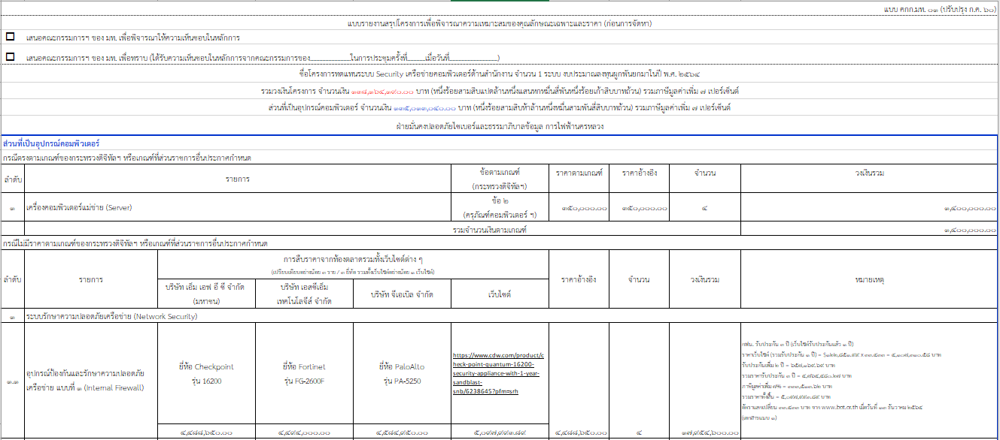 แบบ คกก.มท. ๐๑ (ปรับปรุง ก.ค. ๖๐)
แบบรายงานสรุปโครงการเพื่อพิจารณาความเหมาะสมของคุณลักษณะเฉพาะและราคา (ก่อนการจัดหา)
เสนอคณะกรรมการฯ ของ มท. เพื่อพิจารณาให้ความเห็นชอบในหลักการ
เสนอคณะกรรมการฯ ของ มท. เพื่อทราบ (ได้รับความเห็นชอบในหลักการจากคณะกรรมการของ....................ในการประชุมครั้งที่.........เมื่อวันที่......................)
ชื่อโครงการทดแทนระบบ Security เครือข่ายคอมพิวเตอร์ด้านสำนักงาน จำนวน 1 ระบบ งบประมาณลงทุนผูกพันยกมาในปี พ.ศ. ๒๕๖๔
รวมวงเงินโครงการ จำนวนเงิน ๑๓๘,๑๖๔,๑๙๐.๐๐ บาท (หนึ่งร้อยสามสิบแปดล้านหนึ่งแสนหกหมื่นสี่พันหนึ่งร้อยเก้าสิบบาทถ้วน) รวมภาษีมูลค่าเพิ่ม ๗ เปอร์เซ็นต์
ส่วนที่เป็นอุปกรณ์คอมพิวเตอร์ จำนวนเงิน ๑๓๕,๐๑๓,๐๔๐.๐๐ บาท (หนึ่งร้อยสามสิบห้าล้านหนึ่งหมื่นสามพันสี่สิบบาทถ้วน) รวมภาษีมูลค่าเพิ่ม ๗ เปอร์เซ็นต์
ฝ่ายมั่นคงปลอดภัยไซเบอร์และธรรมาภิบาลข้อมูล การไฟฟ้านครหลวง
ส่วนที่เป็นอุปกรณ์คอมพิวเตอร์
กรณีตรงตามเกณฑ์ของกระทรวงดิจิทัลฯ หรือเกณฑ์ที่ส่วนราชการอื่นประกาศกำหนด
ลำดับ รายการ ข้อตามเกณฑ์ (กระทรวงดิจิทัลฯ) ราคาตามเกณฑ์ ราคาอ้างอิง จำนวน วงเงินรวม
๑ เครื่องคอมพิวเตอร์แม่ข่าย (Server) ข้อ ๒ (ครุภัณฑ์คอมพิวเตอร์ ฯ) ๓๕๐,๐๐๐.๐๐ ๓๕๐,๐๐๐.๐๐ ๔ ๑,๔๐๐,๐๐๐.๐๐
รวมจำนวนเงินตามเกณฑ์ ๑,๔๐๐,๐๐๐.๐๐
กรณีไม่มีราคาตามเกณฑ์ของกระทรวงดิจิทัลฯ หรือเกณฑ์ที่ส่วนราชการอื่นประกาศกำหนด
ลำดับ รายการ การสืบราคาจากท้องตลาดรวมทั้งเว็บไซต์ต่าง ๆ ราคาอ้างอิง จำนวน วงเงินรวม หมายเหตุ
(เปรียบเทียบอย่างน้อย ๓ ราย / ๓ ยี่ห้อ รวมทั้งเว็บไซต์อย่างน้อย ๑ เว็บไซต์)
บริษัท เอ็ม เอฟ อี ซี จำกัด (มหาชน)
บริษัท เอสซีเอ็ม เทคโนโลจีส์ จำกัด
บริษัท จีเอเบิล จำกัด
เว็บไซต์
๑ ระบบรักษาความปลอดภัยเครือข่าย (Network Security)
๑.๑ อุปกรณ์ป้องกันและรักษาความปลอดภัย
เครือข่าย แบบที่ ๑ (Internal Firewall)
ยี่ห้อ Checkpoint
รุ่น 16200
ยี่ห้อ Fortinet
รุ่น FG-2600F
ยี่ห้อ PaloAlto
รุ่น PA-5250
https://www.cdw.com/product/c
heck-point-quantum-16200-
security-appliance-with-1-year-
sandblast-
snb/6238645?pfm=srh
กฟน. รับประกัน ๓ ปี (เว็บไซต์รับประกันแล้ว ๑ ปี)
ราคาเว็บไซต์ (รวมรับประกัน ๑ ปี)
รับประกันเพิ่ม ๒ ปี
รวมราคารับประกัน ๓ ปี
ภาษีมูลค่าเพิ่ม ๗%
รวมราคาทั้งสิ้น = ๕,๐๙๗,๙๙๓.๘๙ บาท
อัตราแลกเปลี่ยน ๓๓.๕๓๓ บาท จาก www.bot.or.th เมื่อวันที่ ๑๓ ธันวาคม ๒๕๖๔
(เอกสารแนบ ๑)
๔,๔๘๘,๖๕๐.๐๐ ๔,๔๙๔,๐๐๐.๐๐ ๔,๕๘๔,๙๕๐.๐๐ ๕,๐๙๗,๙๙๓.๘๙ ๔,๔๘๘,๖๕๐.๐๐ ๔ ๑๗,๙๕๔,๖๐๐.๐๐